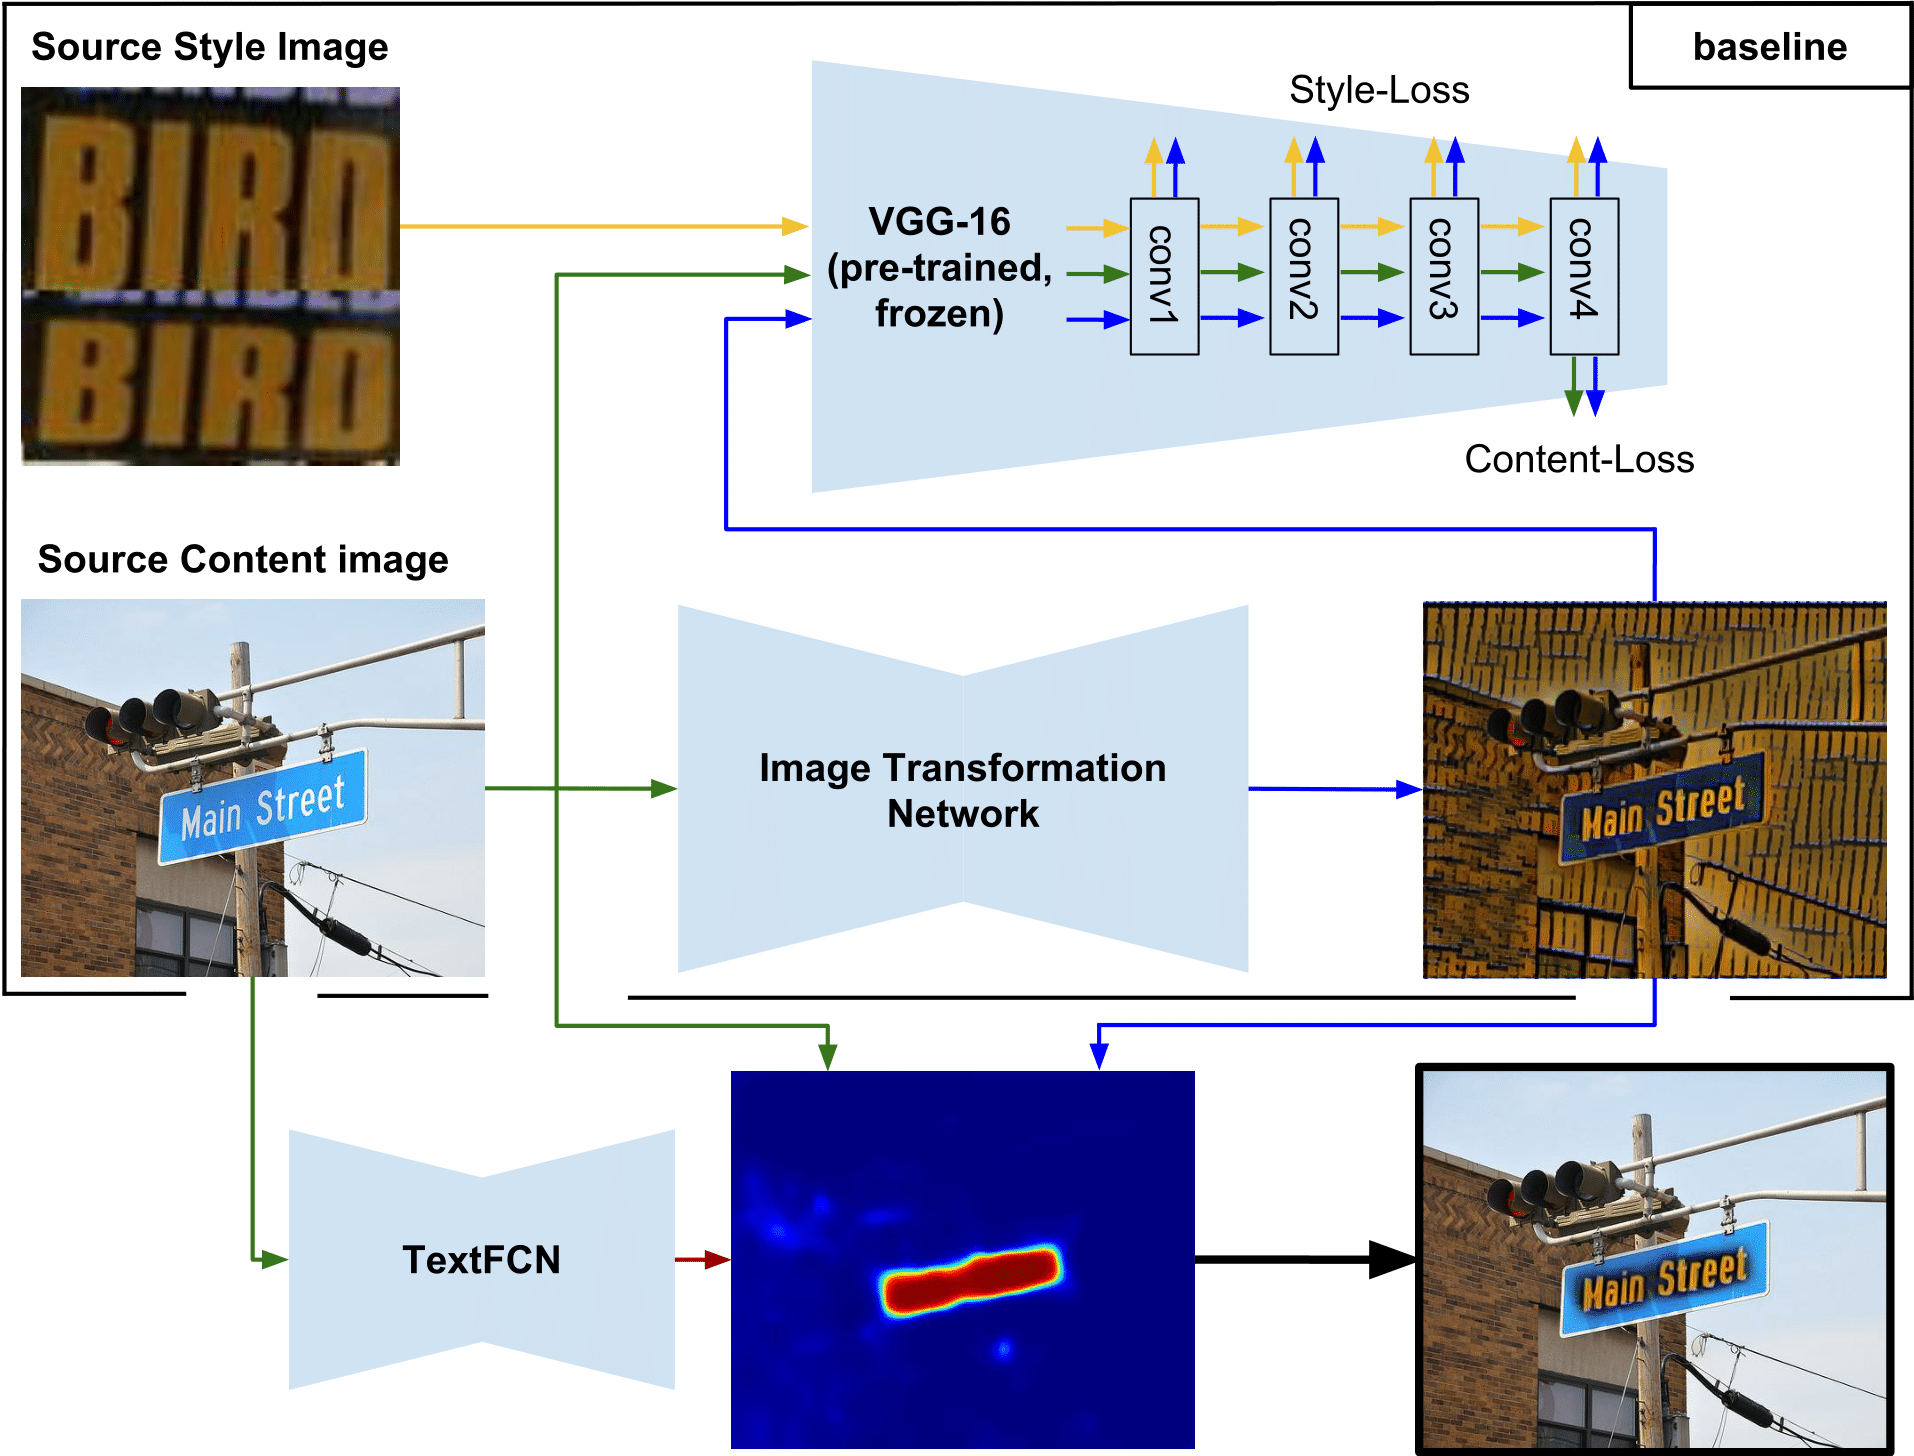 Source Style Image
baseline
BIRD
BIRD
Style-Loss
VGG-16
(pre-trained,
frozen)
conv1
conv2
conv3
conv4
Content-Loss
Source Content image
Main Street
Image Transformation
Network
Main Street
TextFCN
Main Street